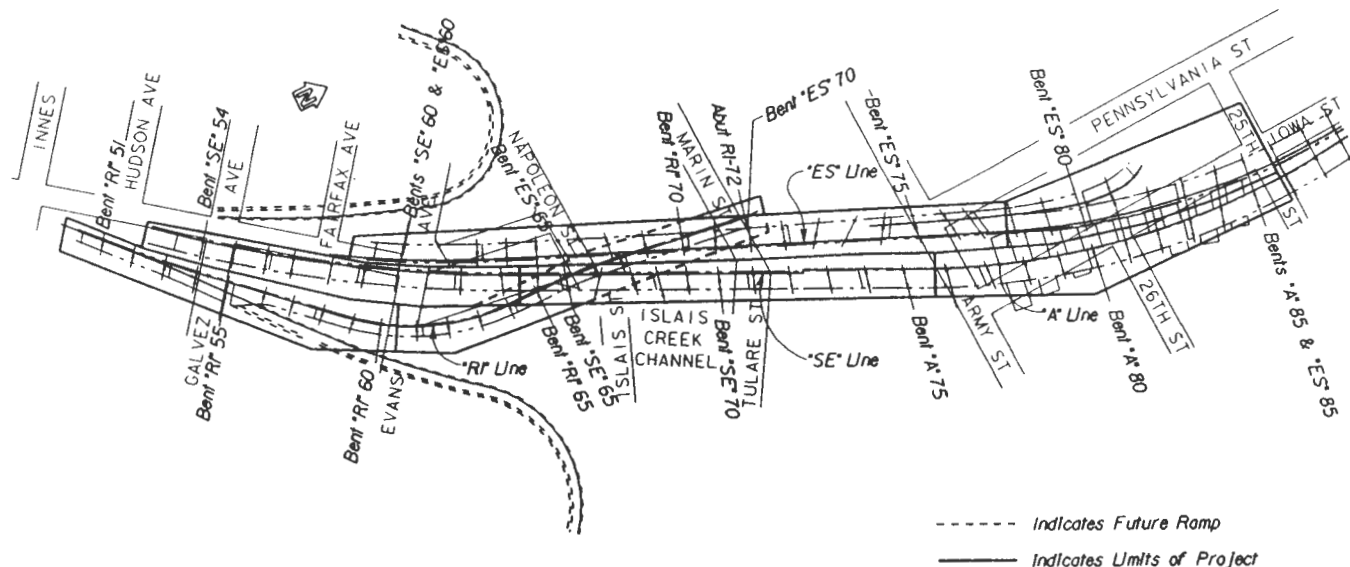 INNES
HUDSON AVE
Bent "RI" 51
Bent "SE" 54
AVE
GALVEZ
Bent "RI" 55
N
FAIRFAX AVE
Bents "SE" 60 & "ES" 60
AVE
EVANS
Bent "RI" 60
"RI" Line
NAPOLEON ST
Bent "ES" 65
Bent "SE" 65
Bent "RI" 65
ISLAIS ST
ISLAIS
CREEK
CHANNEL
MARIN ST
Bent "RI" 70
Abut RI-72
Bent "SE" 70
TULARE ST
Bent "ES" 70
"ES" Line
"SE" Line
Bent "ES" 75
Bent "A" 75
ARMY ST
"A" Line
PENNSYLVANIA ST
Bent "ES" 80
Bent "A" 80
26TH ST
25TH ST
IOWA ST
Bents "A" 85 & "ES" 85
Indicates Future Ramp
Indicates Limits of Project